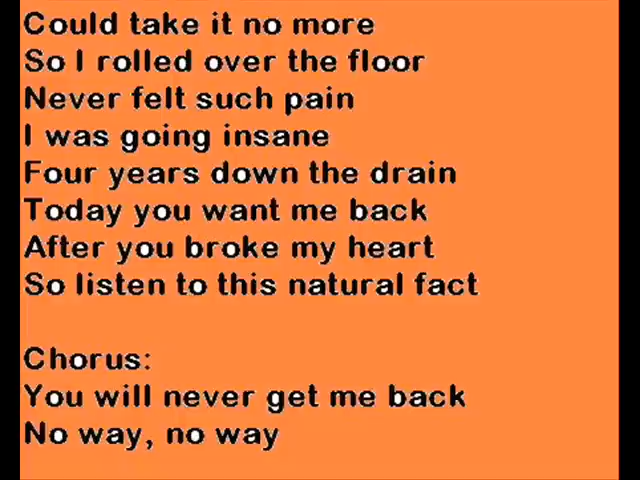 Could take it no more
So I rolled over the floor
Never felt such pain
I was going insane
Four years down the drain
Today you want me back
After you broke my heart
So listen to this natural fact

Chorus:
You will never get me back
No way, no way